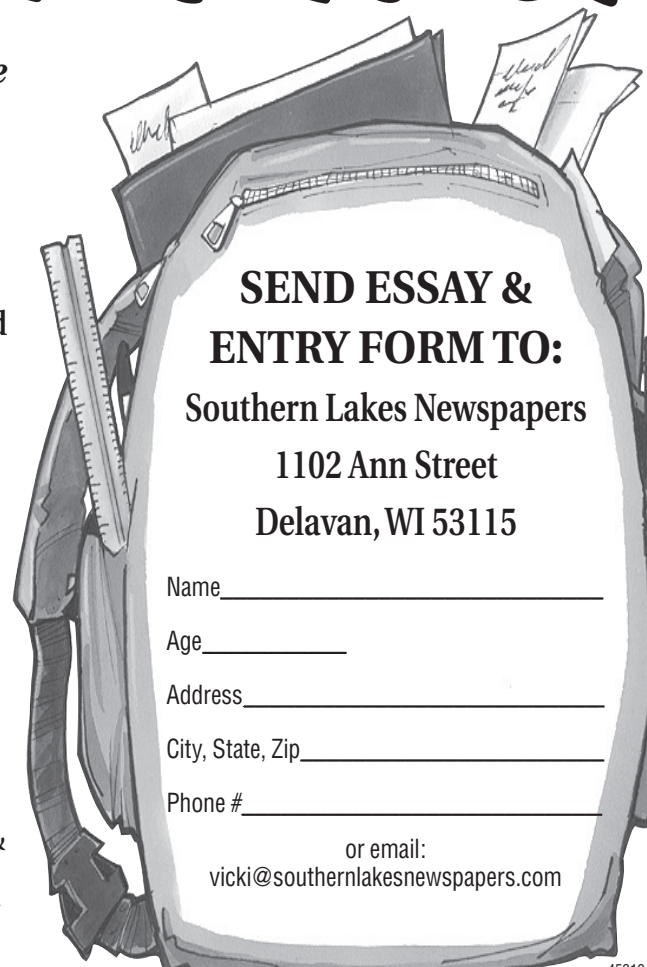 SEND ESSAY &
ENTRY FORM TO:
Southern Lakes Newspapers
1102 Ann Street
Delavan, WI 53115
Name
Age
Address
City, State, Zip
Phone #
or email:
vicki@southernlakesnewspapers.com